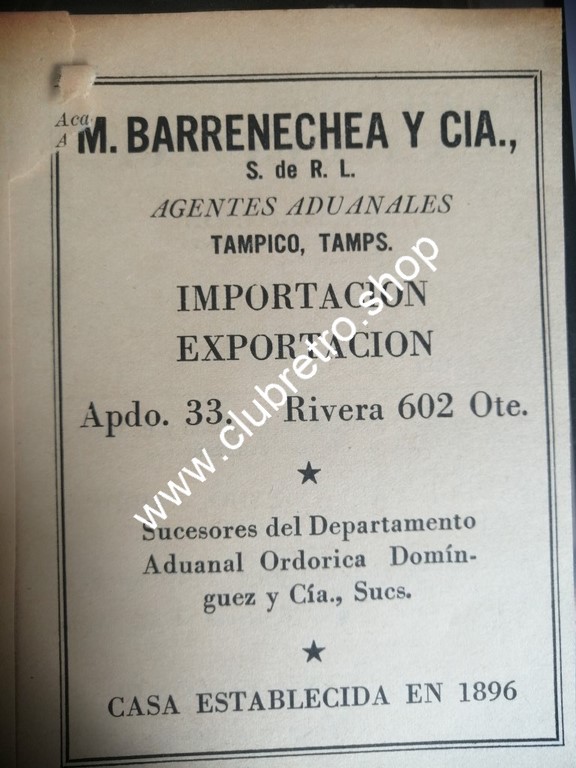 Aca
A
M. BARRENECHEA Y CIA.,
S. de R. L.
AGENTES ADUANALES
TAMPICO, TAMPS.
IMPORTACION
EXPORTACION
Apdo. 33. Rivera 602 Ote.
Sucesores del Departamento
Aduanal Ordorica Domín-
guez y Cía., Sucs.
CASA ESTABLECIDA EN 1896
www.clubretro.shop